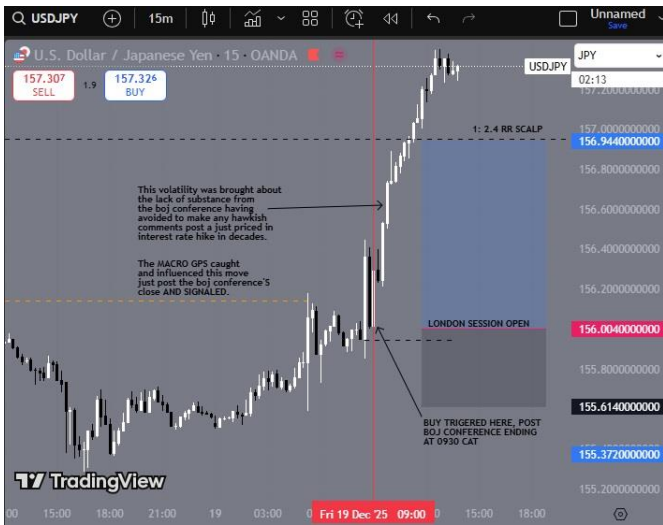 USDJPY
15m
Unnamed
Save
U.S. Dollar / Japanese Yen · 15 · OANDA
JPY
157.307
SELL
1.9
157.326
BUY
USDJPY
02:13
157.2000000000
157.0000000000
1: 2.4 RR SCALP
156.9440000000
156.8000000000
This volatility was brought about
the lack of substance from
the boj conference having
avoided to make any hawkish
comments post a just priced in
interest rate hike in decades.
156.6000000000
156.4000000000
The MACRO GPS caught
and influenced this move
just post the boj conference'S
close AND SIGNALED.
156.2000000000
LONDON SESSION OPEN
156.0040000000
155.8000000000
155.6140000000
BUY TRIGERED HERE, POST
BOJ CONFERENCE ENDING
AT 0930 CAT
155.3720000000
155.2000000000
TradingView
00
15:00
18:00
21:00
19
03:00
Fri 19 Dec '25 09:00
15:00
18:00